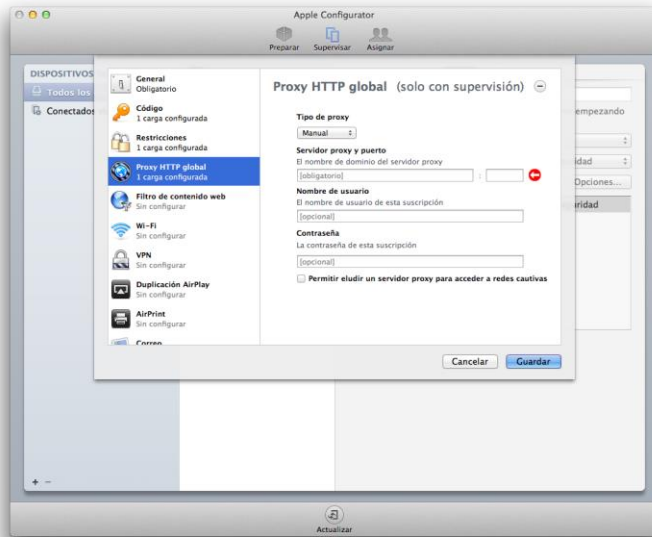 Apple Configurator
Preparar Supervisar Asignar
DISPOSITIVOS
Todos los
Conectados
empezando
idad
Opciones...
uridad
General
Obligatorio
Código
1 carga configurada
Restricciones
1 carga configurada
Proxy HTTP global
1 carga configurada
Filtro de contenido web
Sin configurar
Wi-Fi
Sin configurar
VPN
Sin configurar
Duplicación AirPlay
Sin configurar
AirPrint
Sin configurar
Correo
Proxy HTTP global (solo con supervisión)
Tipo de proxy
Manual
Servidor proxy y puerto
El nombre de dominio del servidor proxy
[obligatorio] :
Nombre de usuario
El nombre de usuario de esta suscripción
[opcional]
Contraseña
La contraseña de esta suscripción
[opcional]
Permitir eludir un servidor proxy para acceder a redes cautivas
Cancelar Guardar
+ -
Actualizar